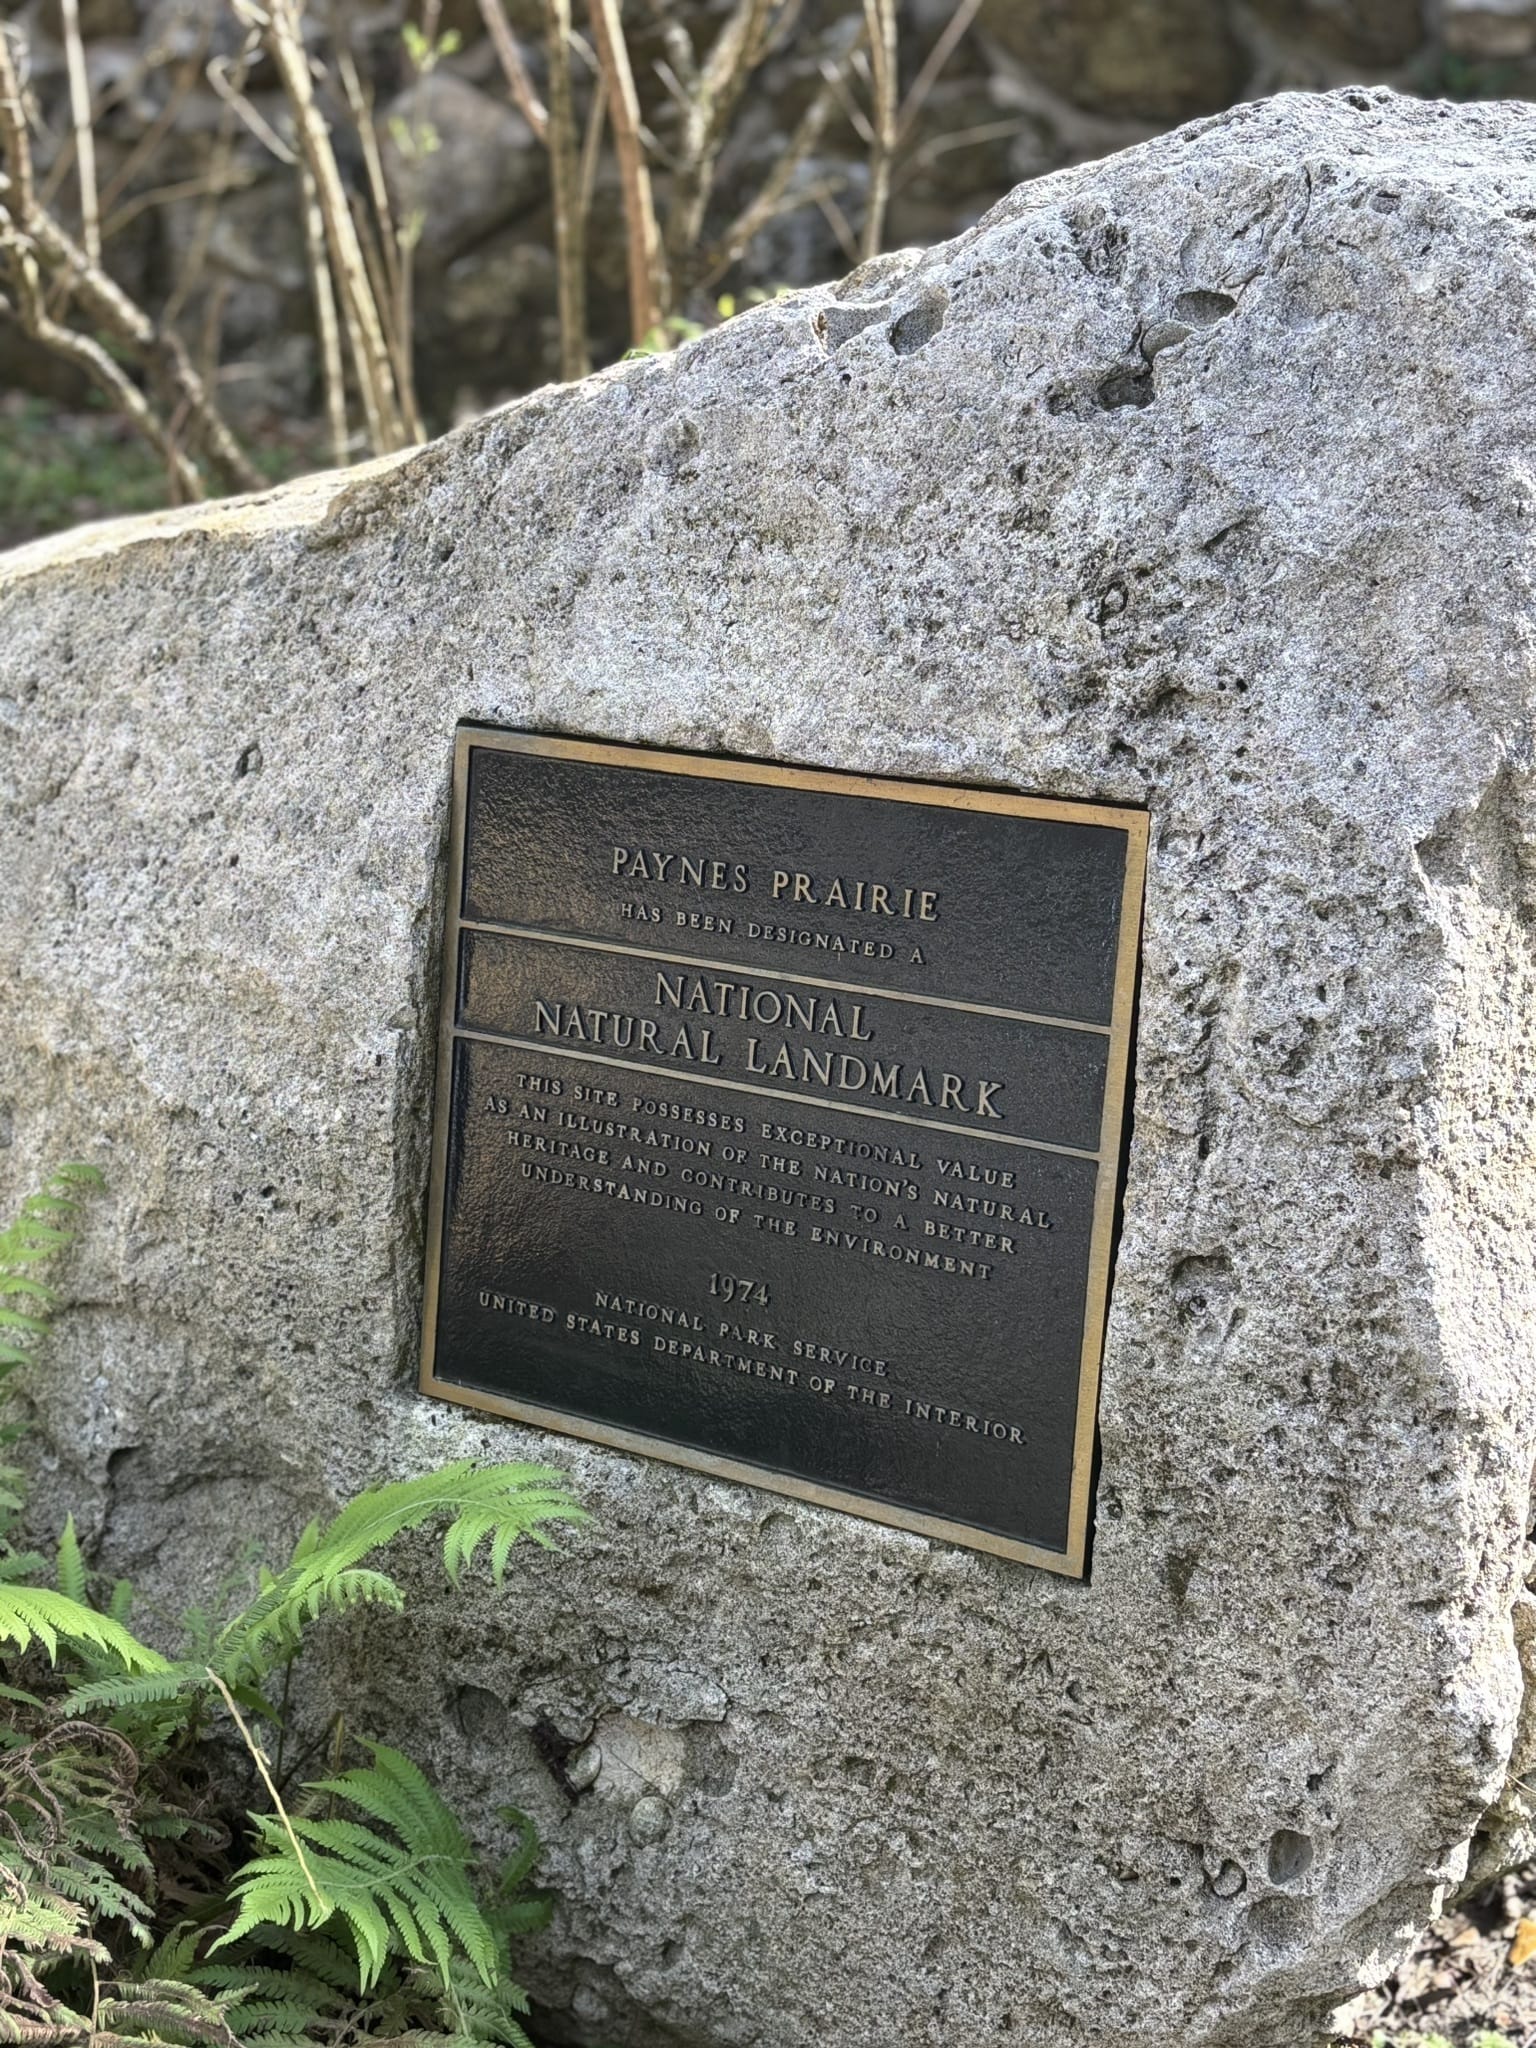 PAYNES PRAIRIE
HAS BEEN DESIGNATED A
NATIONAL
NATURAL LANDMARK
THIS SITE POSSESSES EXCEPTIONAL VALUE
AS AN ILLUSTRATION OF THE NATION'S NATURAL
HERITAGE AND CONTRIBUTES TO A BETTER
UNDERSTANDING OF THE ENVIRONMENT
1974
NATIONAL PARK SERVICE
UNITED STATES DEPARTMENT OF THE INTERIOR